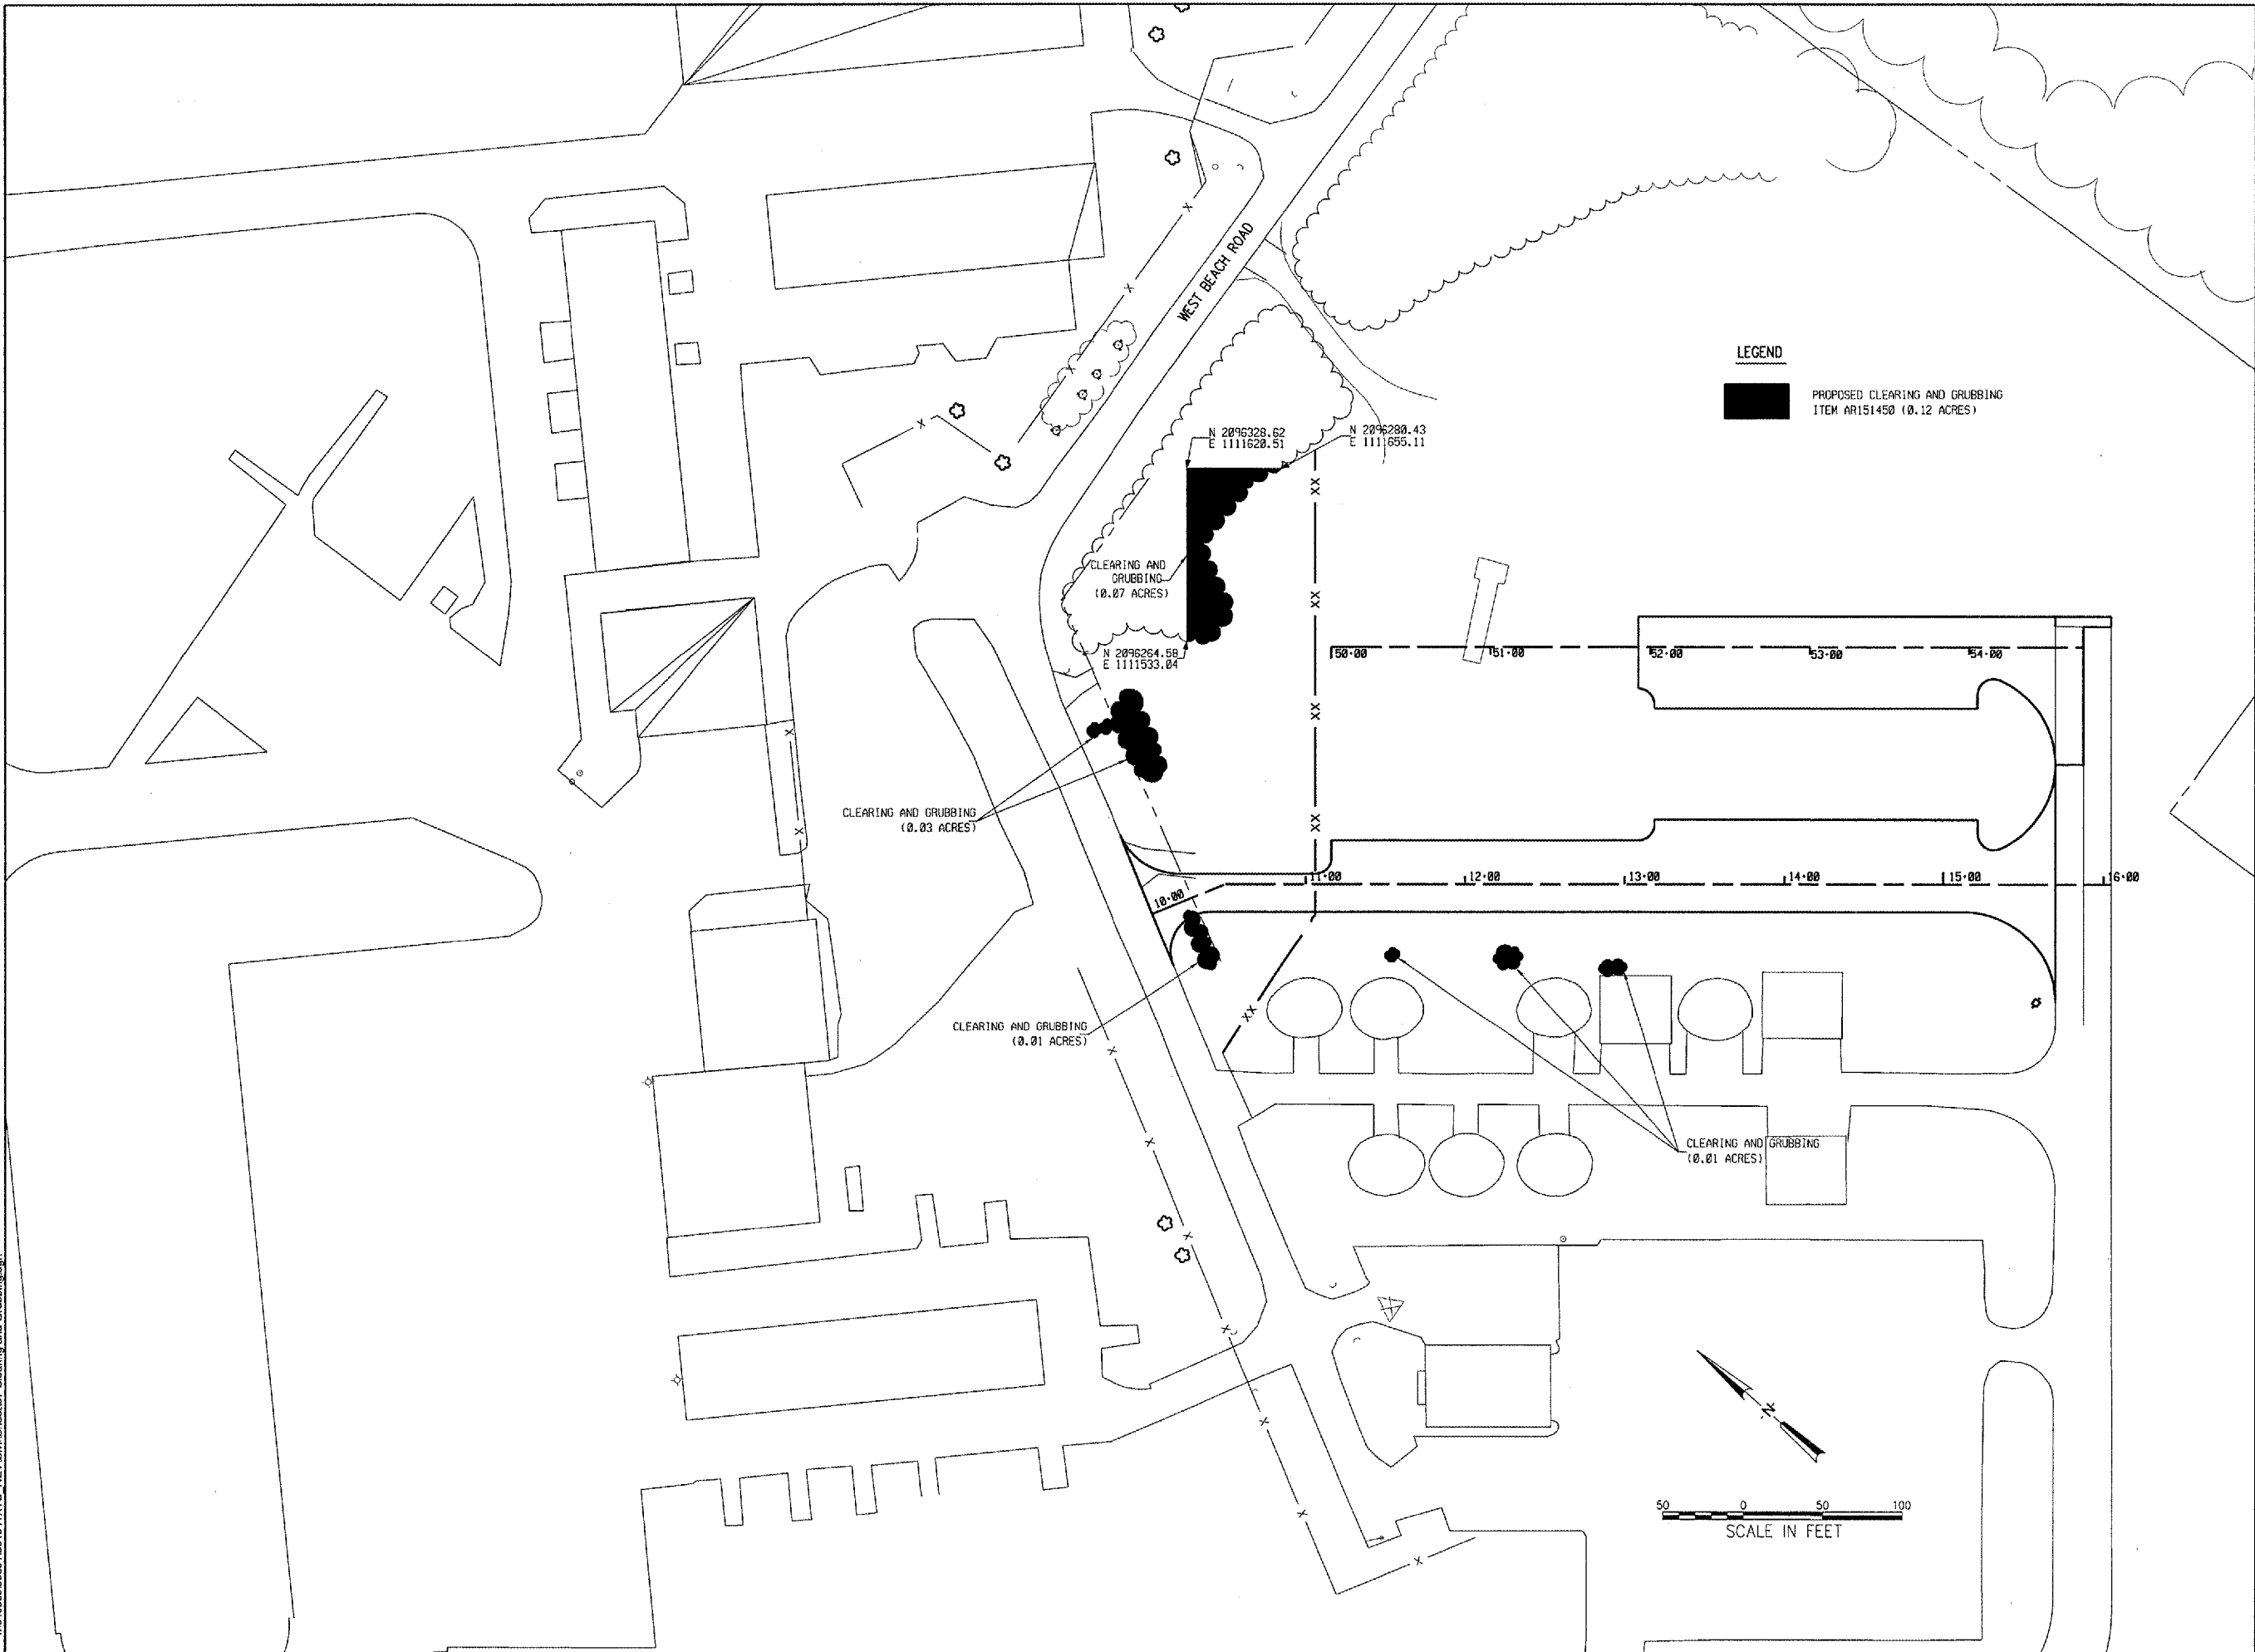 WEST BEACH ROAD
LEGEND
PROPOSED CLEARING AND GRUBBING
ITEM AR151450 (0.12 ACRES)
N 2096328.62
E 1111620.51
N 2096280.43
E 1111655.11
CLEARING AND
GRUBBING
(0.07 ACRES)
N 2096264.58
E 1111533.04
50+00
51+00
52+00
53+00
54+00
CLEARING AND GRUBBING
(0.03 ACRES)
10+00
11+00
12+00
13+00
14+00
15+00
16+00
CLEARING AND GRUBBING
(0.01 ACRES)
CLEARING AND GRUBBING
(0.01 ACRES)
N
50 0 50 100
SCALE IN FEET